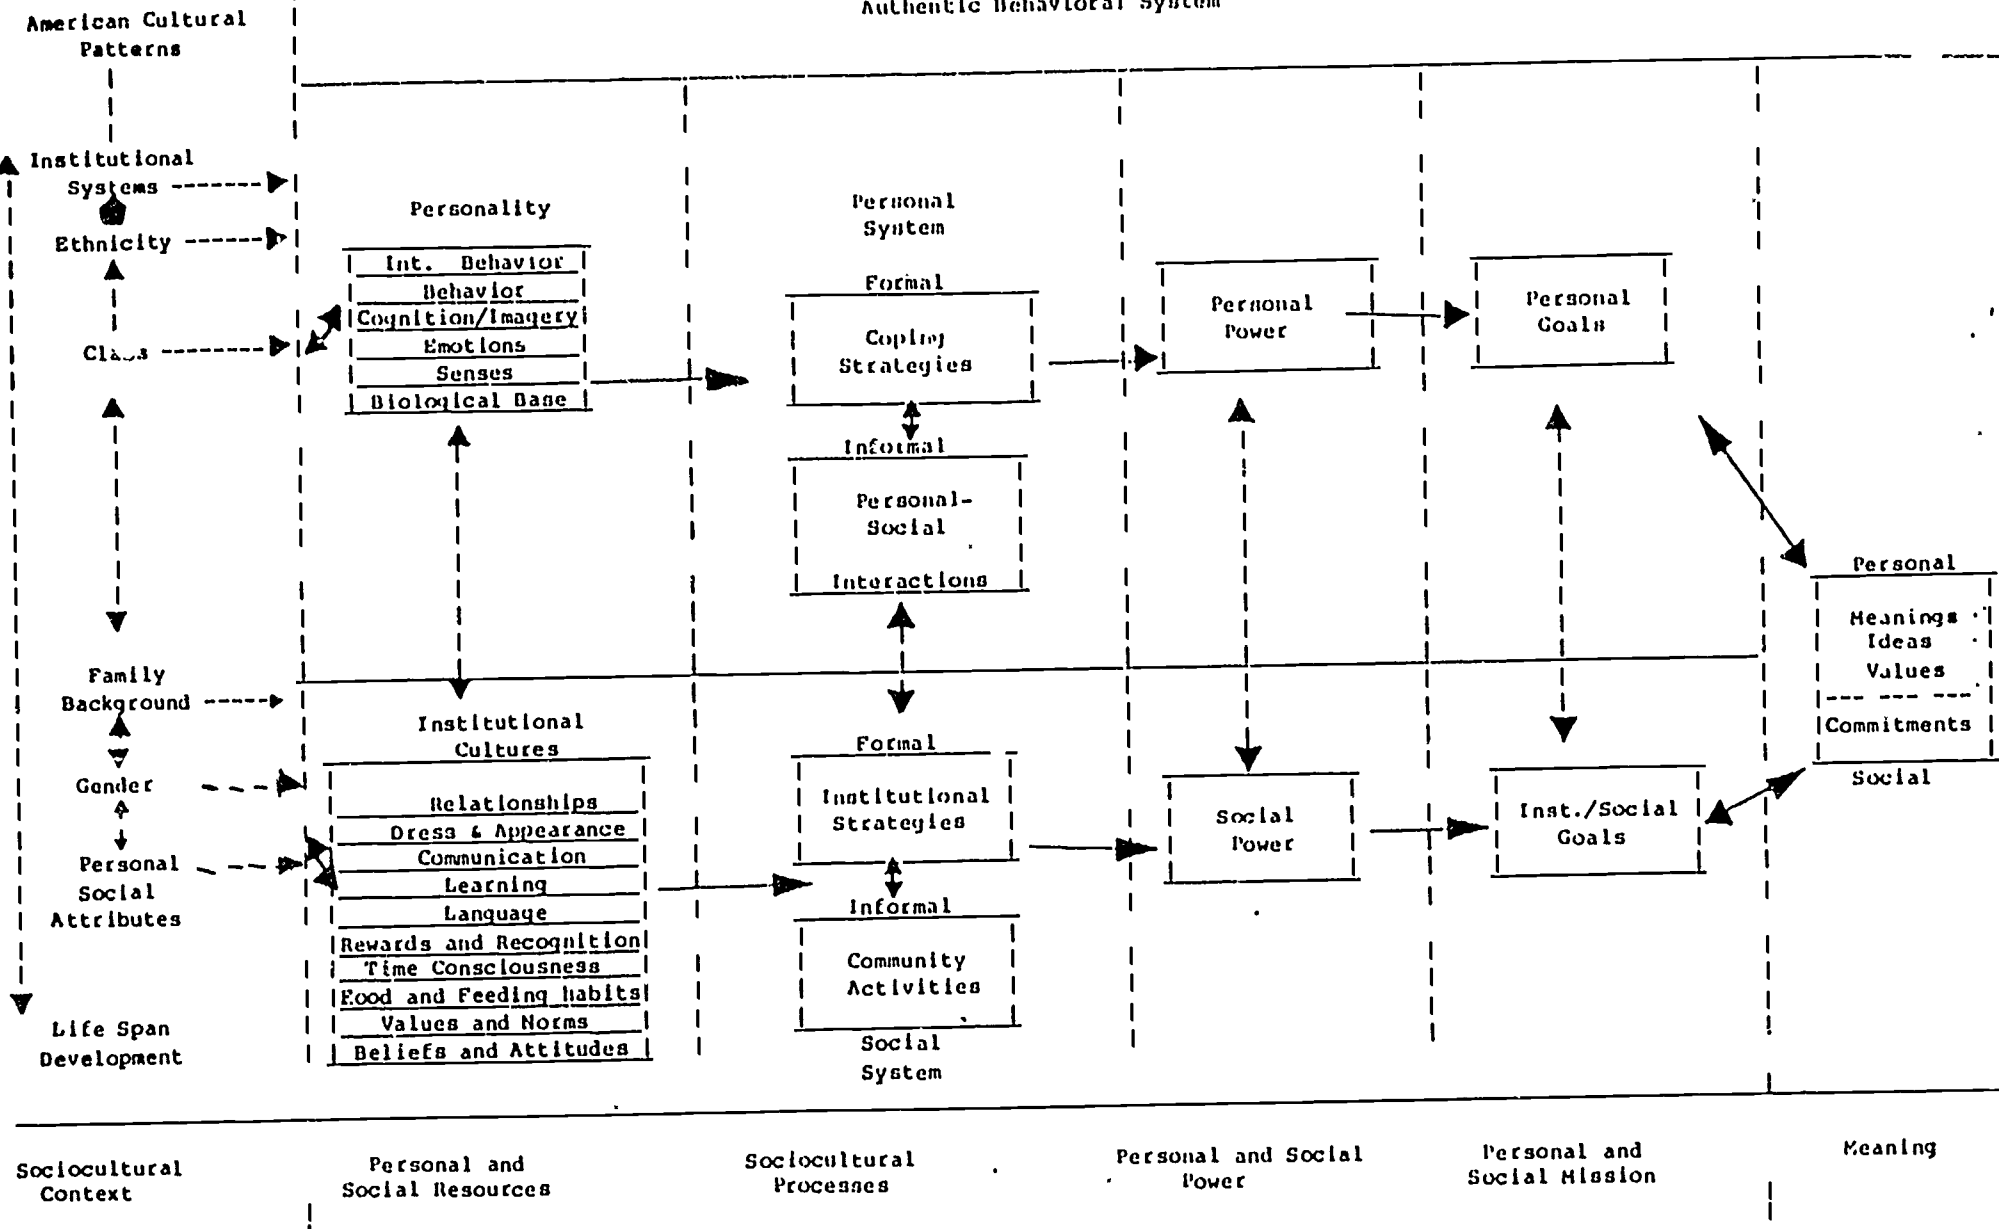 Authentic Behavioral System
American Cultural
Patterns
Institutional
Systems
Ethnicity
Class
Family
Background
Gender
Personal
Social
Attributes
Life Span
Development
Personality
Int. Behavior
Behavior
Cognition/Imagery
Emotions
Senses
Biological Base
Institutional
Cultures
Relationships
Dress & Appearance
Communication
Learning
Language
Rewards and Recognition
Time Consciousness
Food and Feeding habits
Values and Norms
Beliefs and Attitudes
Personal
System
Formal
Coping
Strategies
Informal
Personal-
Social
Interactions
Formal
Institutional
Strategies
Informal
Community
Activities
Social
System
Personal
Power
Social
Power
Personal
Goals
Inst./Social
Goals
Personal
Meanings
Ideas
Values
Commitments
Social
Sociocultural
Context
Personal and
Social Resources
Sociocultural
Processes
Personal and Social
Power
Personal and
Social Mission
Meaning